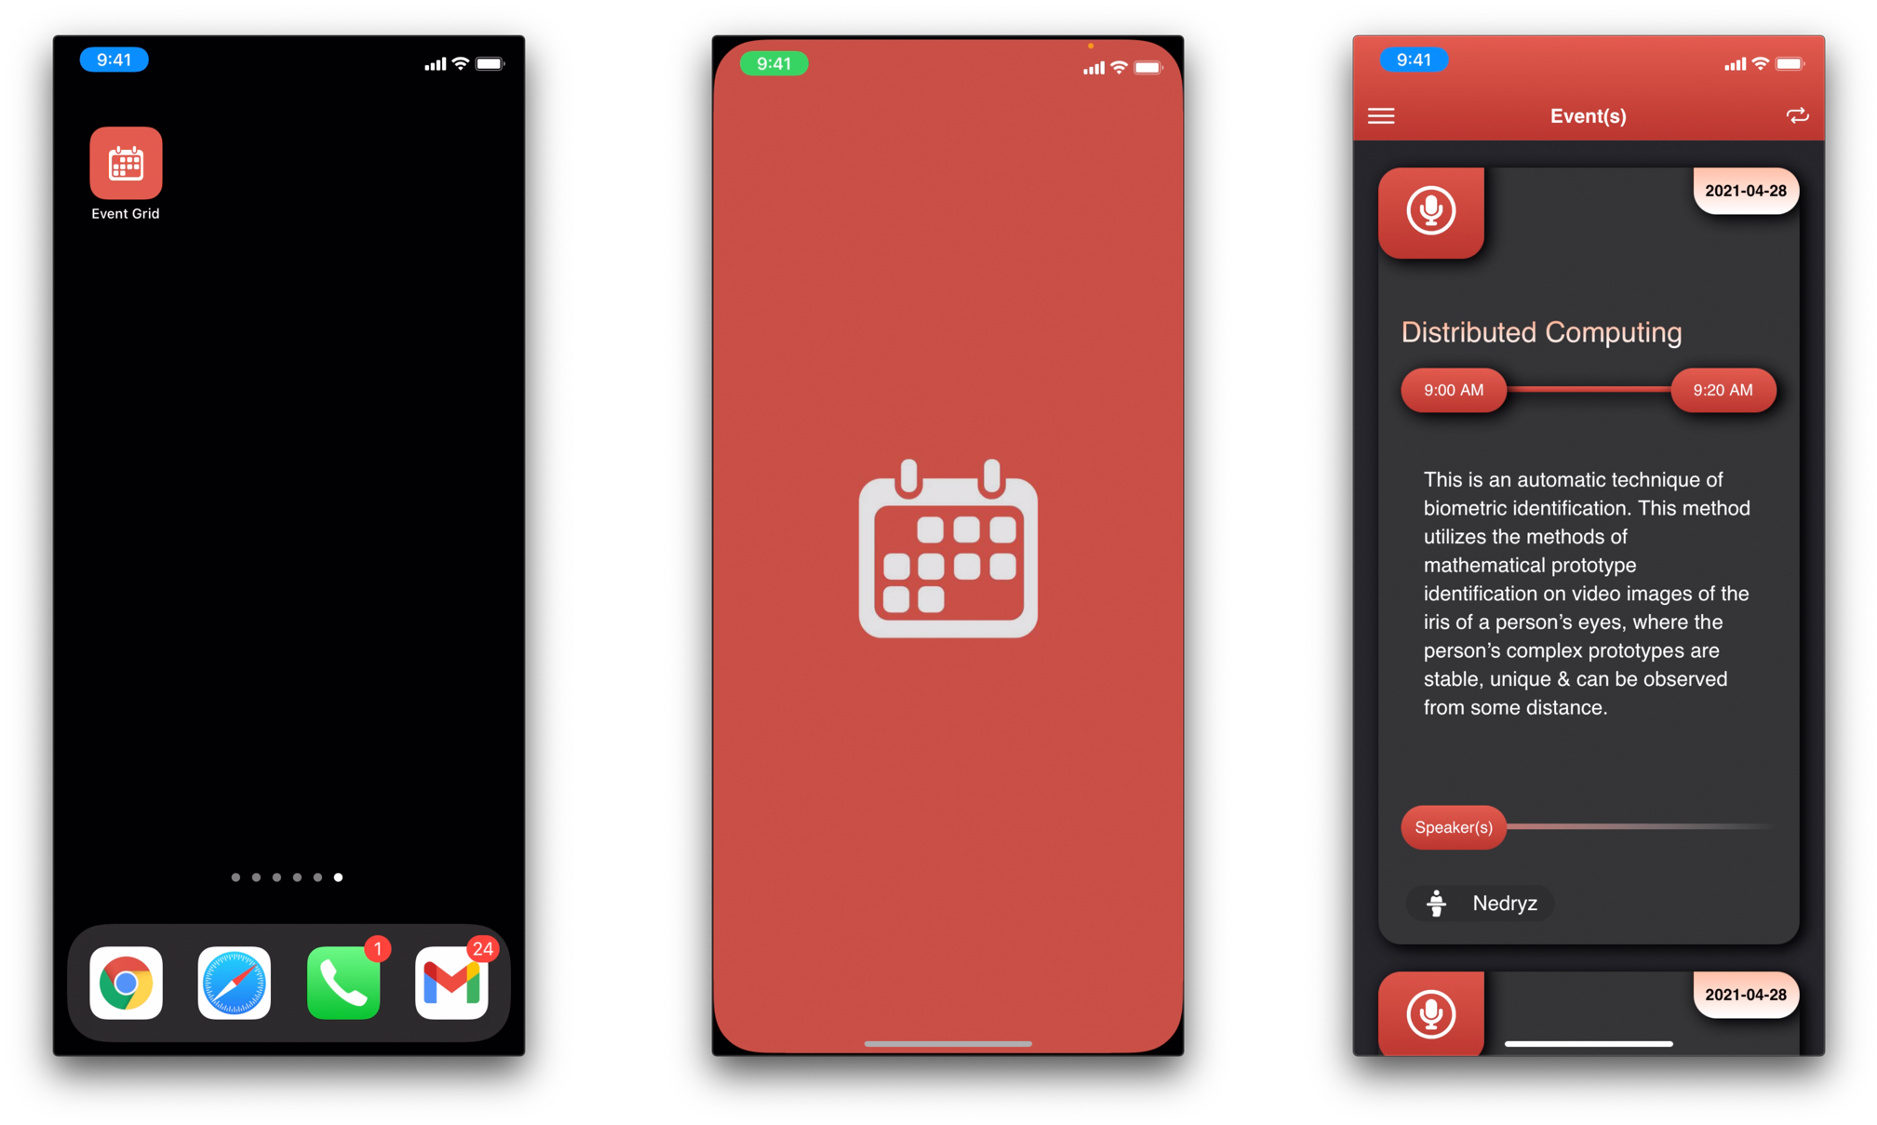 9:41
Event Grid
1
24
9:41
9:41
Event(s)
2021-04-28
Distributed Computing
9:00 AM
9:20 AM
This is an automatic technique of
biometric identification. This method
utilizes the methods of
mathematical prototype
identification on video images of the
iris of a person’s eyes, where the
person’s complex prototypes are
stable, unique & can be observed
from some distance.
Speaker(s)
Nedryz
2021-04-28